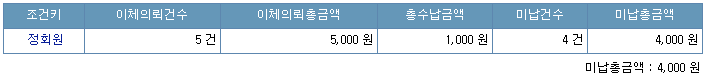 조건키 이체의뢰건수 이체의뢰총금액 총수납금액 미납건수 미납총금액
정회원 5 건 5,000 원 1,000 원 4 건 4,000 원
미납총금액 : 4,000 원